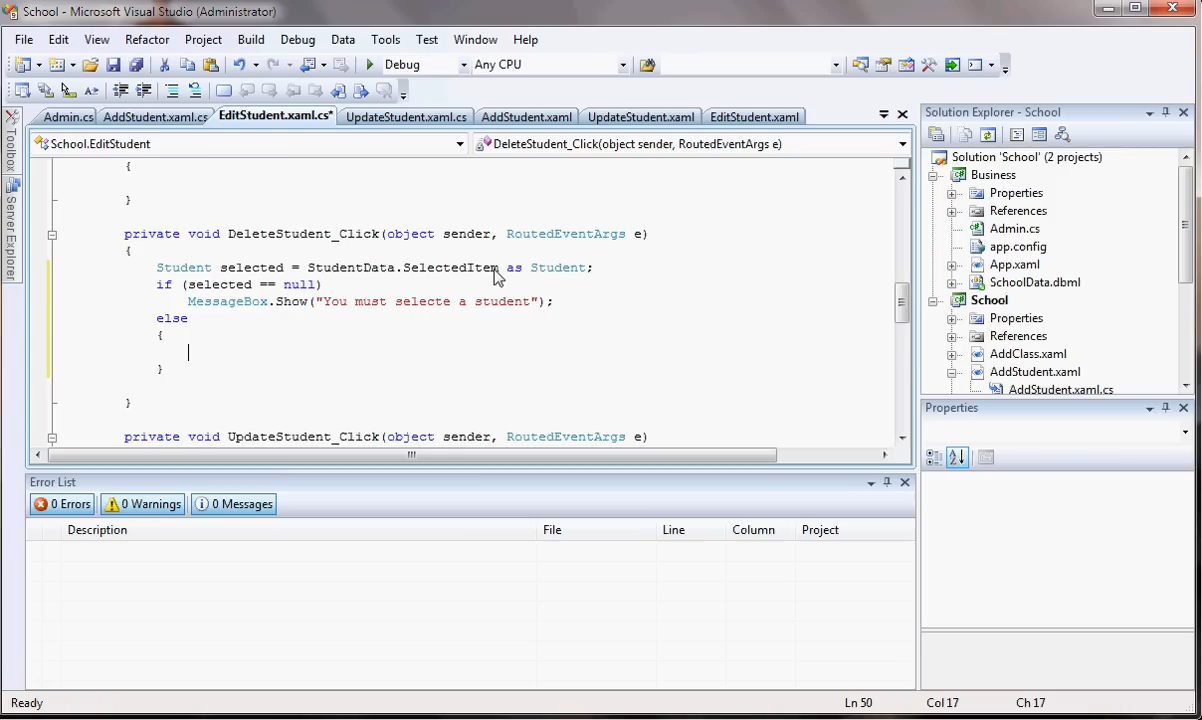 School - Microsoft Visual Studio (Administrator)
File Edit View Refactor Project Build Debug Data Tools Test Window Help
Debug Any CPU
Admin.cs AddStudent.xaml.cs EditStudent.xaml.cs* UpdateStudent.xaml.cs AddStudent.xaml UpdateStudent.xaml EditStudent.xaml
School.EditStudent DeleteStudent_Click(object sender, RoutedEventArgs e)
Toolbox
Server Explorer
{
}
private void DeleteStudent_Click(object sender, RoutedEventArgs e)
{
Student selected = StudentData.SelectedItem as Student;
if (selected == null)
MessageBox.Show("You must selecte a student");
else
{
}
}
private void UpdateStudent_Click(object sender, RoutedEventArgs e)
Solution Explorer - School
Solution 'School' (2 projects)
Business
Properties
References
Admin.cs
app.config
App.xaml
SchoolData.dbml
School
Properties
References
AddClass.xaml
AddStudent.xaml
AddStudent.xaml.cs
Properties
Error List
0 Errors 0 Warnings 0 Messages
Description File Line Column Project
Ready Ln 50 Col 17 Ch 17